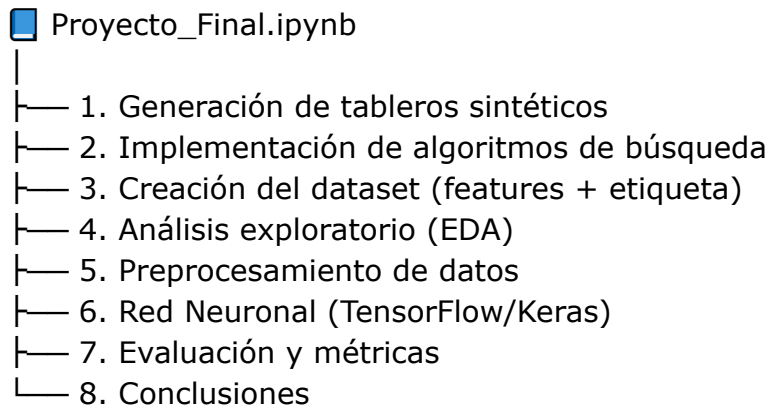 📘 Proyecto_Final.ipynb
│
├── 1. Generación de tableros sintéticos
├── 2. Implementación de algoritmos de búsqueda
├── 3. Creación del dataset (features + etiqueta)
├── 4. Análisis exploratorio (EDA)
├── 5. Preprocesamiento de datos
├── 6. Red Neuronal (TensorFlow/Keras)
├── 7. Evaluación y métricas
└── 8. Conclusiones